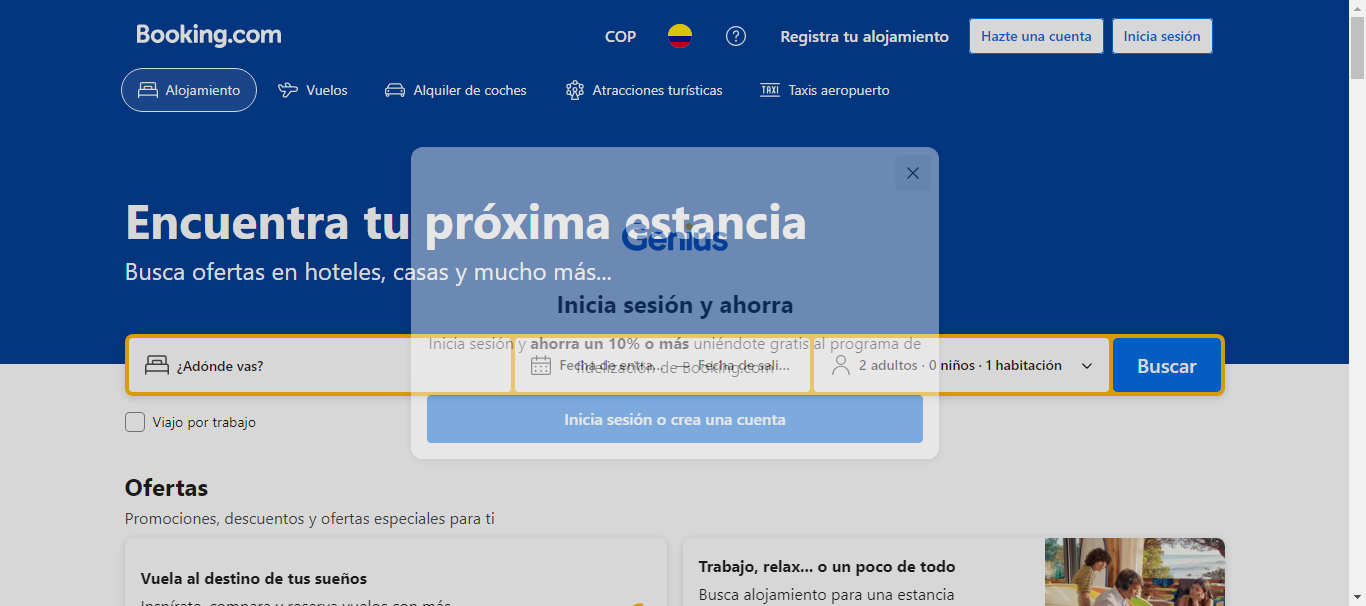 Booking.com
COP
Registra tu alojamiento
Hazte una cuenta
Inicia sesión
Alojamiento
Vuelos
Alquiler de coches
Atracciones turísticas
TAXI
Taxis aeropuerto
Encuentra tu próxima estancia
Busca ofertas en hoteles, casas y mucho más...
Genius
Inicia sesión y ahorra
Inicia sesión y ahorra un 10% o más uniéndote gratis al programa de
fidelización de Booking.com
Inicia sesión o crea una cuenta
¿Adónde vas?
Fecha de entra... — Fecha de sali...
2 adultos · 0 niños · 1 habitación
Buscar
Viajo por trabajo
Ofertas
Promociones, descuentos y ofertas especiales para ti
Vuela al destino de tus sueños
Inspírate, compara y reserva vuelos con más
Trabajo, relax... o un poco de todo
Busca alojamiento para una estancia